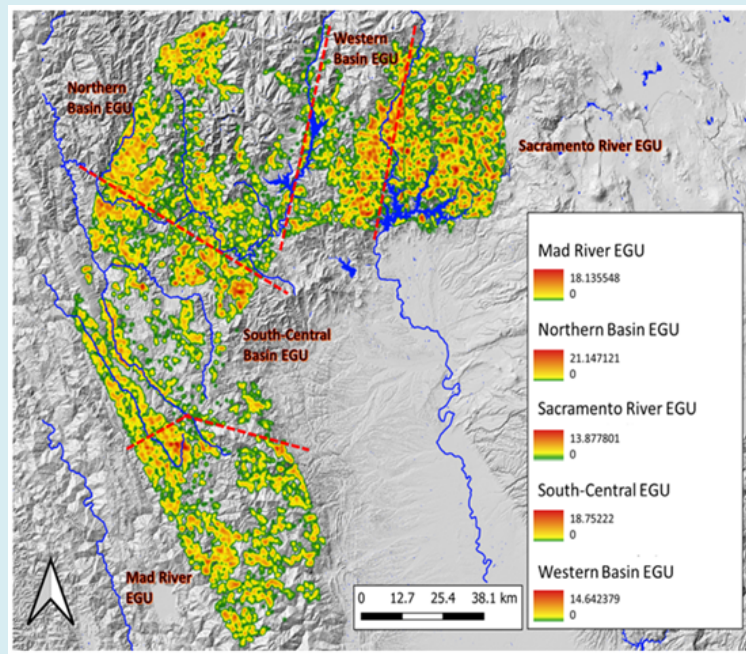 Western
Basin EGU
Northern
Basin EGU
Sacramento River EGU
South-Central
Basin EGU
Mad River
EGU
0 12.7 25.4 38.1 km
Mad River EGU
18.135548
0
Northern Basin EGU
21.147121
0
Sacramento River EGU
13.877801
0
South-Central EGU
18.75222
0
Western Basin EGU
14.642379
0